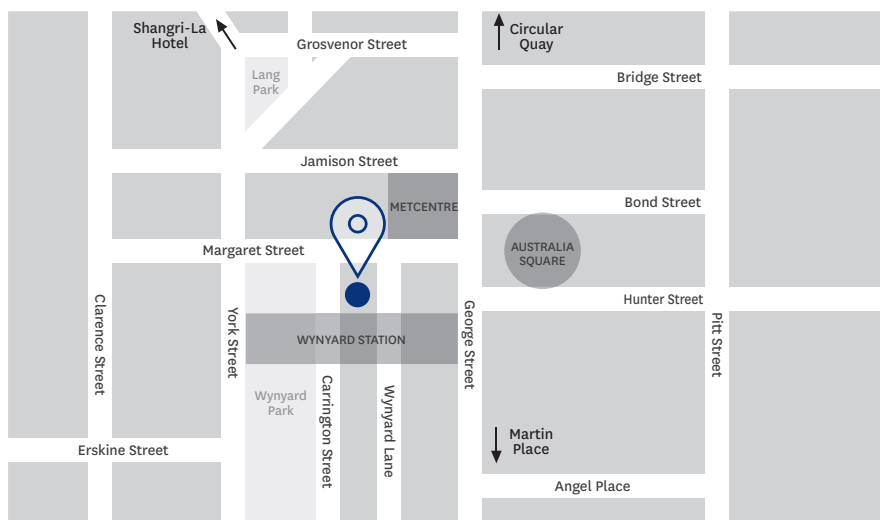 Shangri-La
Hotel
Grosvenor Street
Circular
Quay
Lang
Park
Bridge Street
Jamison Street
METCENTRE
Bond Street
Margaret Street
AUSTRALIA
SQUARE
Hunter Street
Clarence Street
York Street
WYNYARD STATION
George Street
Pitt Street
Wynyard
Park
Carrington Street
Wynyard Lane
Erskine Street
Martin
Place
Angel Place